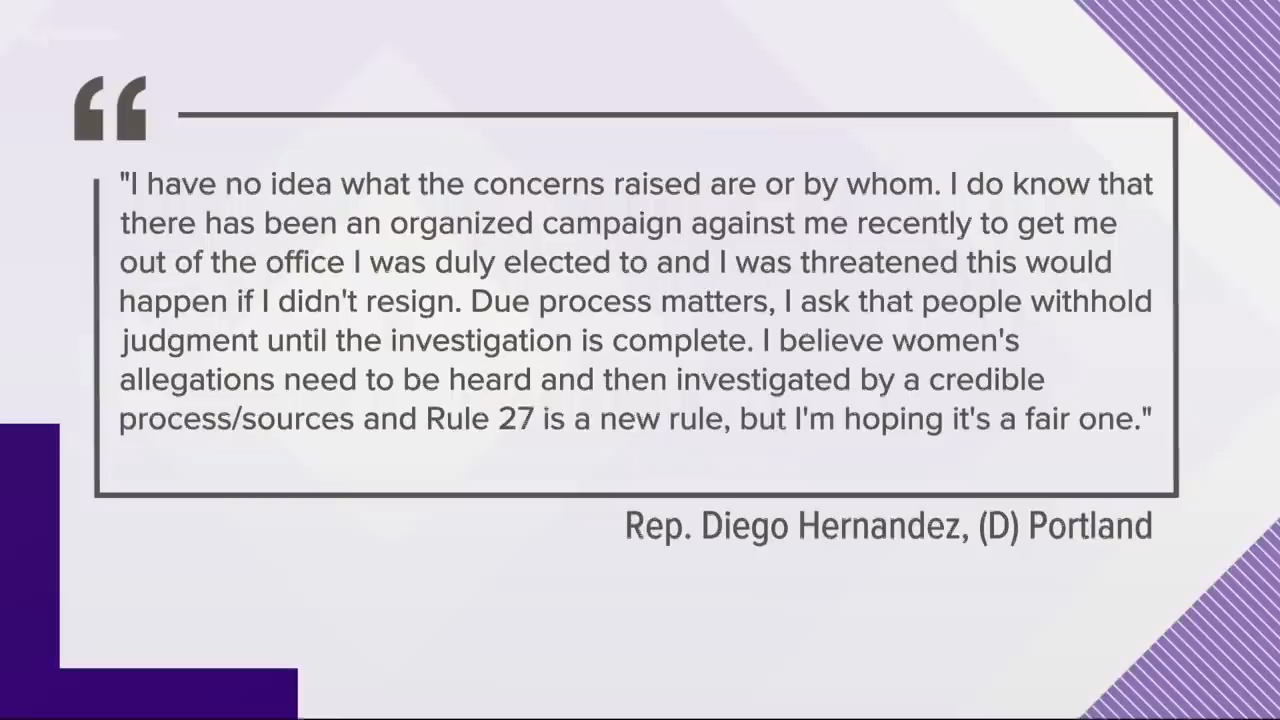 "I have no idea what the concerns raised are or by whom. I do know that
there has been an organized campaign against me recently to get me
out of the office I was duly elected to and I was threatened this would
happen if I didn't resign. Due process matters, I ask that people withhold
judgment until the investigation is complete. I believe women's
allegations need to be heard and then investigated by a credible
process/sources and Rule 27 is a new rule, but I'm hoping it's a fair one."
Rep. Diego Hernandez, (D) Portland